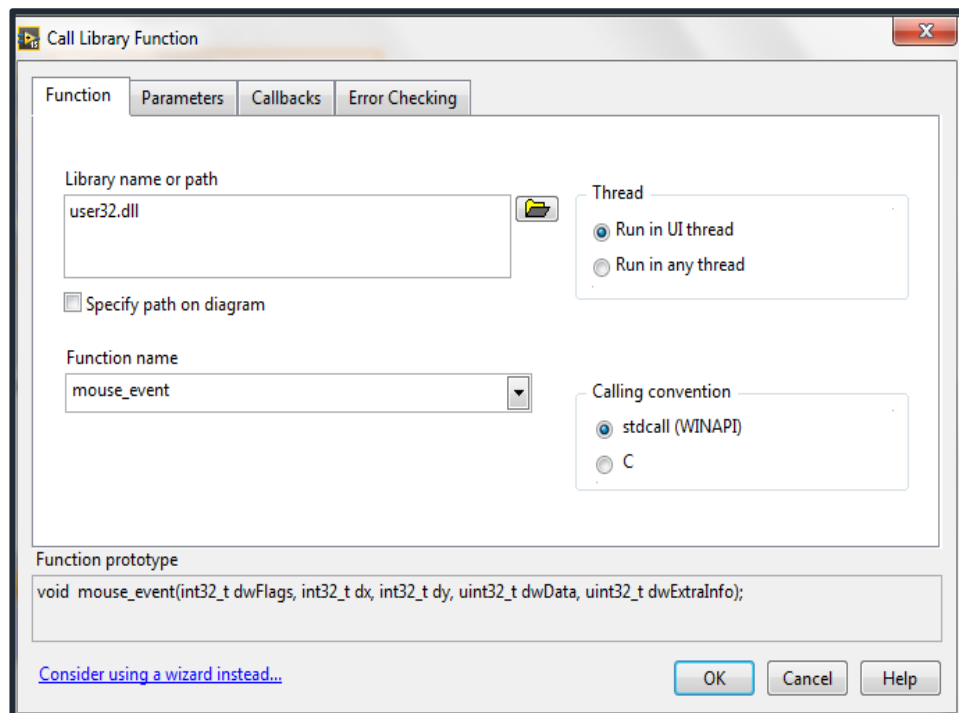 Call Library Function
Function
Parameters
Callbacks
Error Checking
Library name or path
user32.dll
Thread
Run in UI thread
Run in any thread
Specify path on diagram
Function name
mouse_event
Calling convention
stdcall (WINAPI)
C
Function prototype
void mouse_event(int32_t dwFlags, int32_t dx, int32_t dy, uint32_t dwData, uint32_t dwExtraInfo);
Consider using a wizard instead...
OK
Cancel
Help